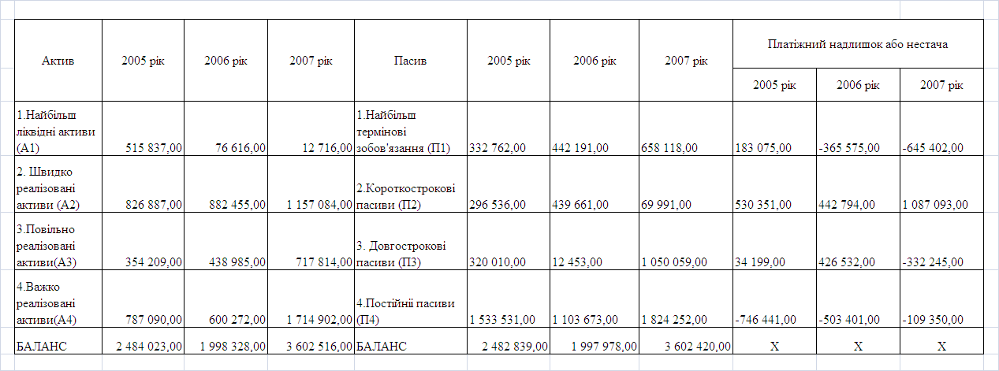 Актив 2005 рік 2006 рік 2007 рік Пасив 2005 рік 2006 рік 2007 рік Платіжний надлишок або нестача
2005 рік 2006 рік 2007 рік
1.Найбільш
ліквідні активи
(А1) 515 837,00 76 616,00 12 716,00 1.Найбільш
термінові
зобов'язання (П1) 332 762,00 442 191,00 658 118,00 183 075,00 -365 575,00 -645 402,00
2. Швидко
реалізовані
активи (А2) 826 887,00 882 455,00 1 157 084,00 2.Короткострокові
пасиви (П2) 296 536,00 439 661,00 69 991,00 530 351,00 442 794,00 1 087 093,00
3.Повільно
реалізовані
активи(А3) 354 209,00 438 985,00 717 814,00 3. Довгострокові
пасиви (П3) 320 010,00 12 453,00 1 050 059,00 34 199,00 426 532,00 -332 245,00
4.Важко
реалізовані
активи(А4) 787 090,00 600 272,00 1 714 902,00 4.Постійніі пасиви
(П4) 1 533 531,00 1 103 673,00 1 824 252,00 -746 441,00 -503 401,00 -109 350,00
БАЛАНС 2 484 023,00 1 998 328,00 3 602 516,00 БАЛАНС 2 482 839,00 1 997 978,00 3 602 420,00 Х Х Х